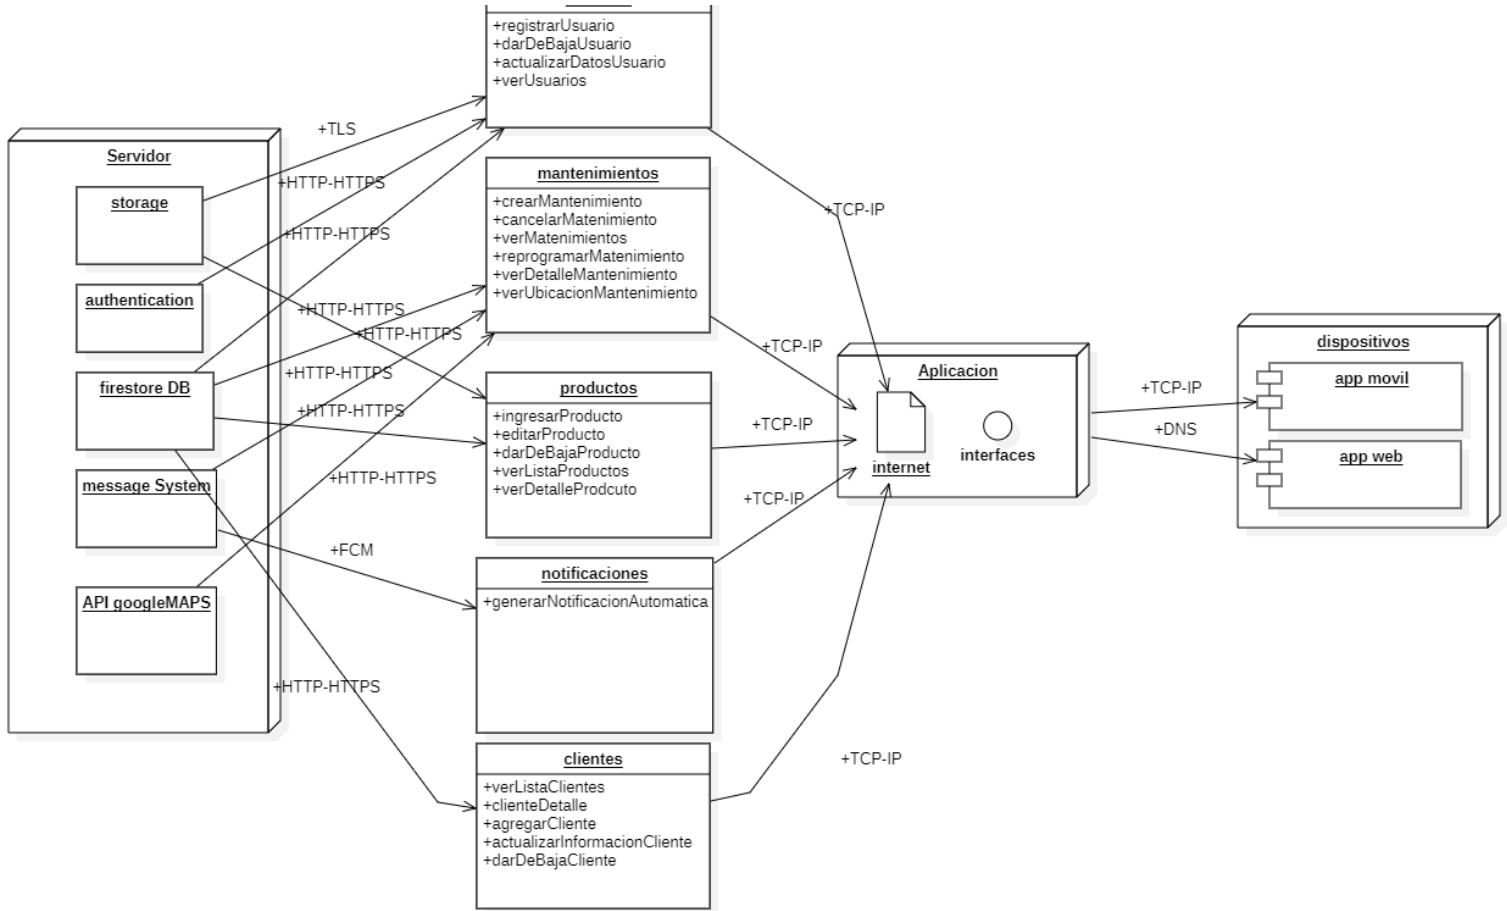 +registrarUsuario
+darDeBajaUsuario
+actualizarDatosUsuario
+verUsuarios
Servidor
storage
authentication
firestore DB
message System
API googleMAPS
+TLS
+HTTP-HTTPS
+HTTP-HTTPS
+HTTP-HTTPS
+HTTP-HTTPS
+HTTP-HTTPS
+HTTP-HTTPS
+HTTP-HTTPS
+FCM
+HTTP-HTTPS
mantenimientos
+crearMantenimiento
+cancelarMatenimiento
+verMatenimientos
+reprogramarMatenimiento
+verDetalleMantenimiento
+verUbicacionMantenimiento
productos
+ingresarProducto
+editarProducto
+darDeBajaProducto
+verListaProductos
+verDetalleProdcuto
notificaciones
+generarNotificacionAutomatica
clientes
+verListaClientes
+clienteDetalle
+agregarCliente
+actualizarInformacionCliente
+darDeBajaCliente
+TCP-IP
+TCP-IP
+TCP-IP
+TCP-IP
+TCP-IP
Aplicacion
internet
interfaces
+TCP-IP
+DNS
dispositivos
app movil
app web